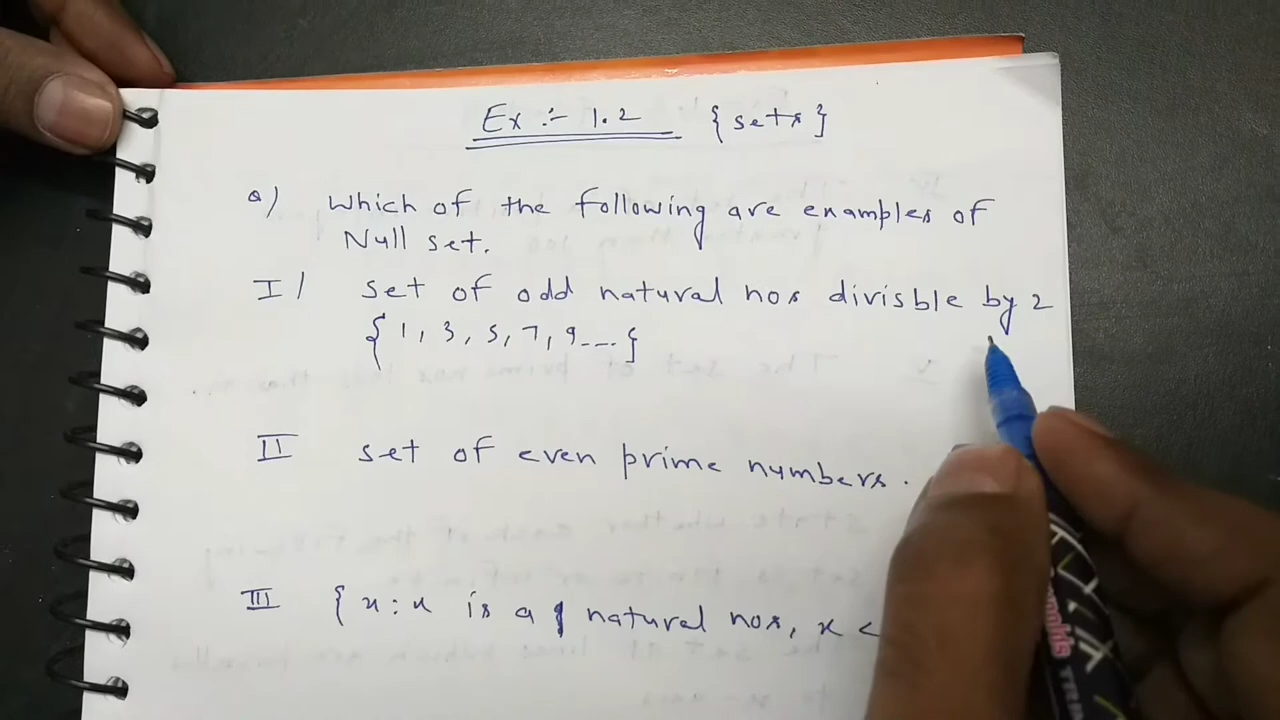 Ex :- 1.2 {sets}
Q) Which of the following are examples of
Null set.
I) set of odd natural nos divisble by 2
{1, 3, 5, 7, 9---}
II set of even prime numbers.
III {x : x is a natural nos, x <